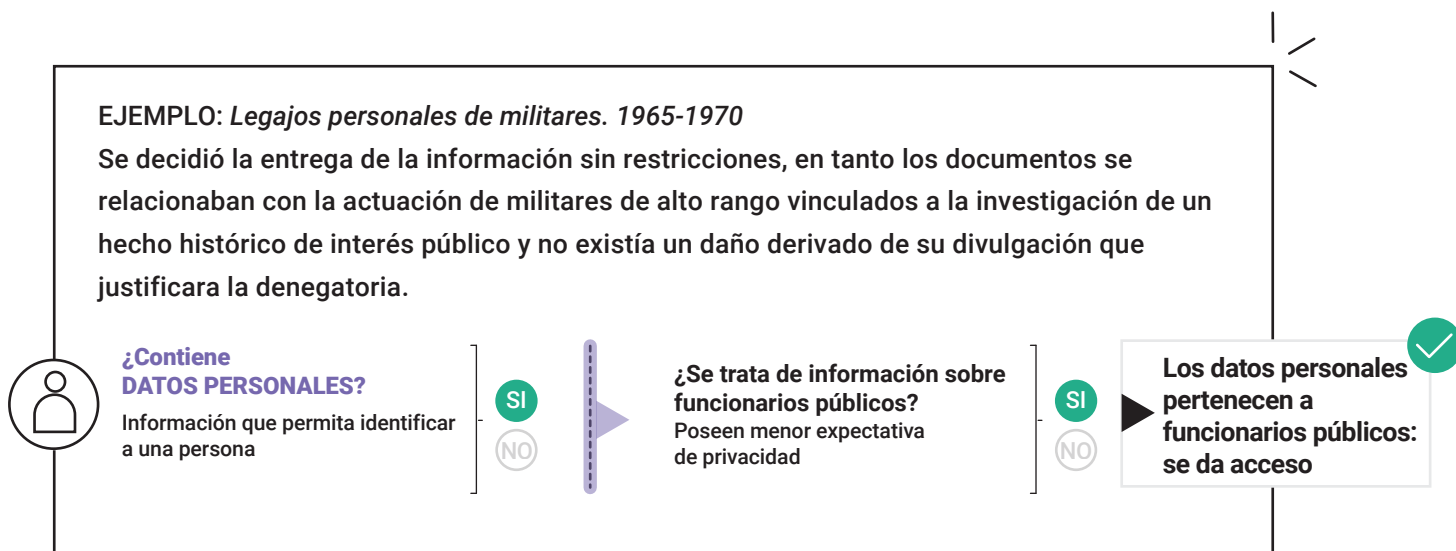 EJEMPLO: Legajos personales de militares. 1965-1970
Se decidió la entrega de la información sin restricciones, en tanto los documentos se
relacionaban con la actuación de militares de alto rango vinculados a la investigación de un
hecho histórico de interés público y no existía un daño derivado de su divulgación que
justificara la denegatoria.
¿Contiene
DATOS PERSONALES?
Información que permita identificar
a una persona
SI
NO
¿Se trata de información sobre
funcionarios públicos?
Poseen menor expectativa
de privacidad
SI
NO
Los datos personales
pertenecen a
funcionarios públicos:
se da acceso